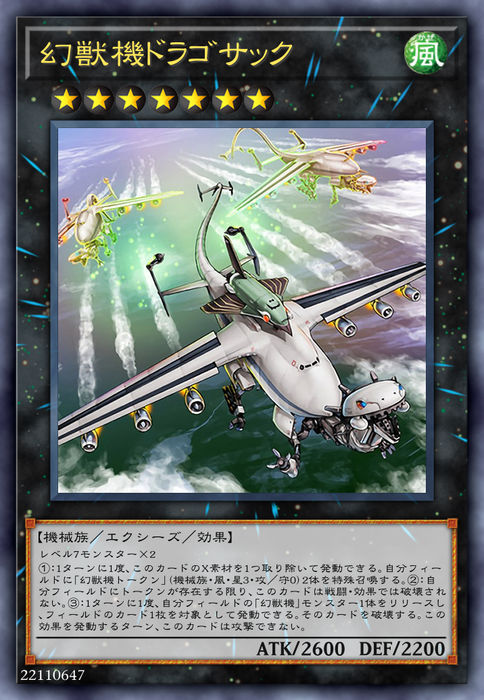 幻獣機ドラゴサック
かぜ
風
【機械族／エクシーズ／効果】
レベル7モンスター×2
①:1ターンに1度、このカードのX素材を1つ取り除いて発動できる。自分フィー
ルドに「幻獣機トークン」(機械族・風・星3・攻／守0)2体を特殊召喚する。②:自
分フィールドにトークンが存在する限り、このカードは戦闘・効果では破壊され
ない。③:1ターンに1度、自分フィールドの「幻獣機」モンスター1体をリリースし、
フィールドのカード1枚を対象として発動できる。そのカードを破壊する。この
効果を発動するターン、このカードは攻撃できない。
ATK/2600 DEF/2200
22110647